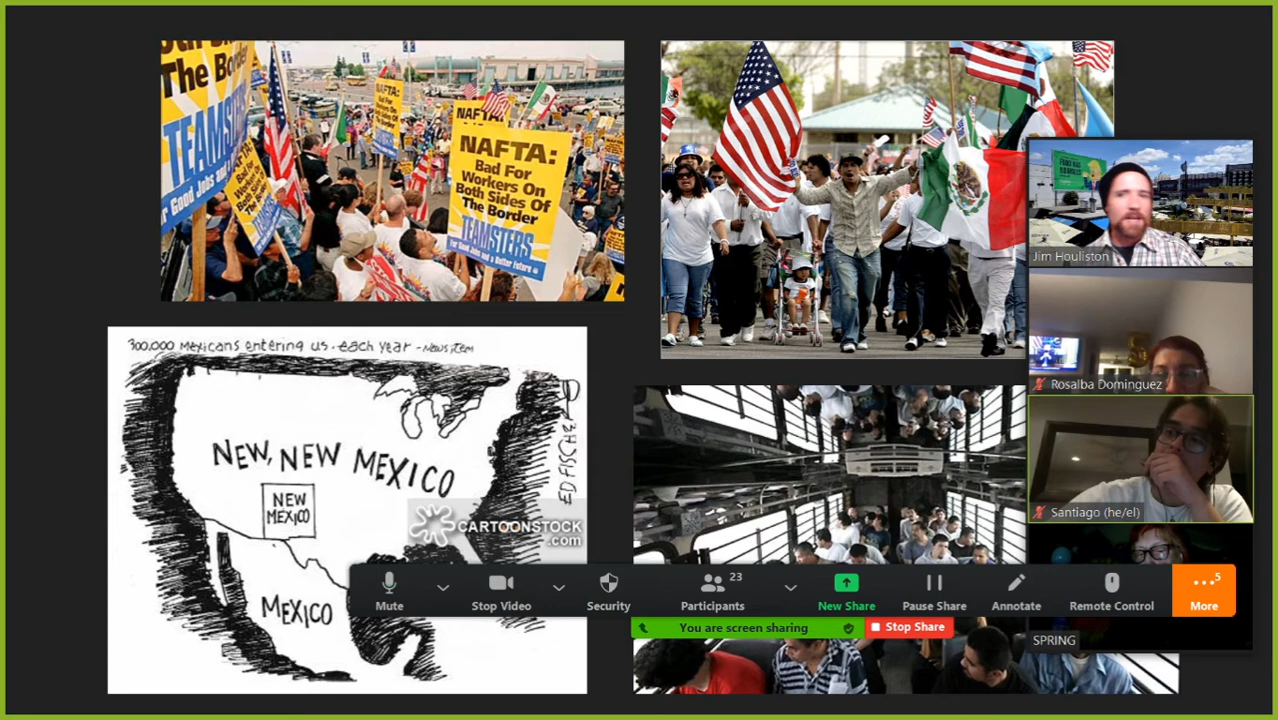 The Border
TEAMSTERS
NAFTA:
NAFTA
NAFTA:
Bad For
Workers On
Both Sides Of
The Border
TEAMSTERS
For Good Jobs and a Better Future
300,000 Mexicans entering U.S. each year - News item
NEW, NEW MEXICO
NEW
MEXICO
MEXICO
ED FISCHER
CARTOONSTOCK
.com
Jim Houliston
Rosalba Dominguez
Santiago (he/el)
SPRING
Mute
Stop Video
Security
23
Participants
New Share
Pause Share
Annotate
Remote Control
5
More
You are screen sharing
Stop Share